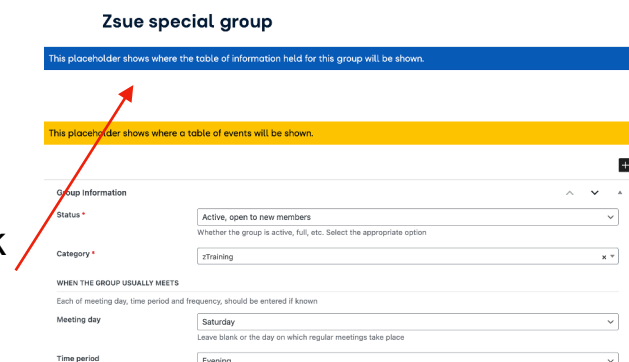 Zsue special group
This placeholder shows where the table of information held for this group will be shown.
This placeholder shows where a table of events will be shown.
Group Information
Status *
Active, open to new members
Whether the group is active, full, etc. Select the appropriate option
Category *
zTraining
WHEN THE GROUP USUALLY MEETS
Each of meeting day, time period and frequency, should be entered if known
Meeting day
Saturday
Leave blank or the day on which regular meetings take place
Time period
Evening